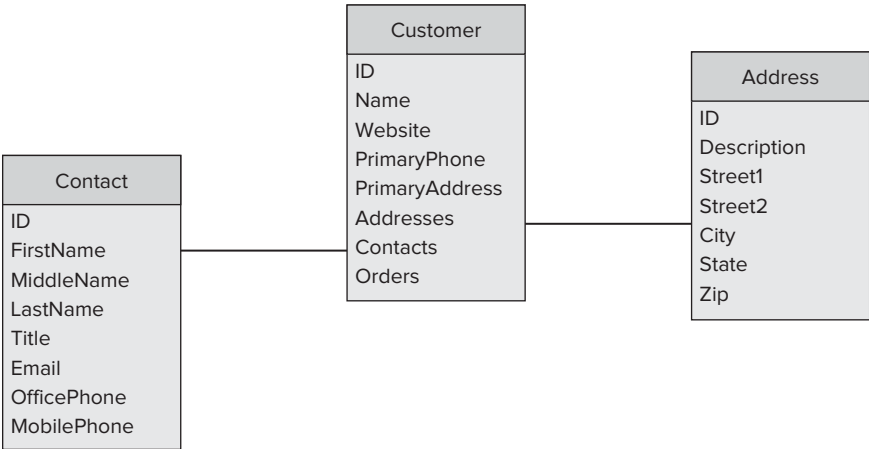 Contact
ID
FirstName
MiddleName
LastName
Title
Email
OfficePhone
MobilePhone
Customer
ID
Name
Website
PrimaryPhone
PrimaryAddress
Addresses
Contacts
Orders
Address
ID
Description
Street1
Street2
City
State
Zip